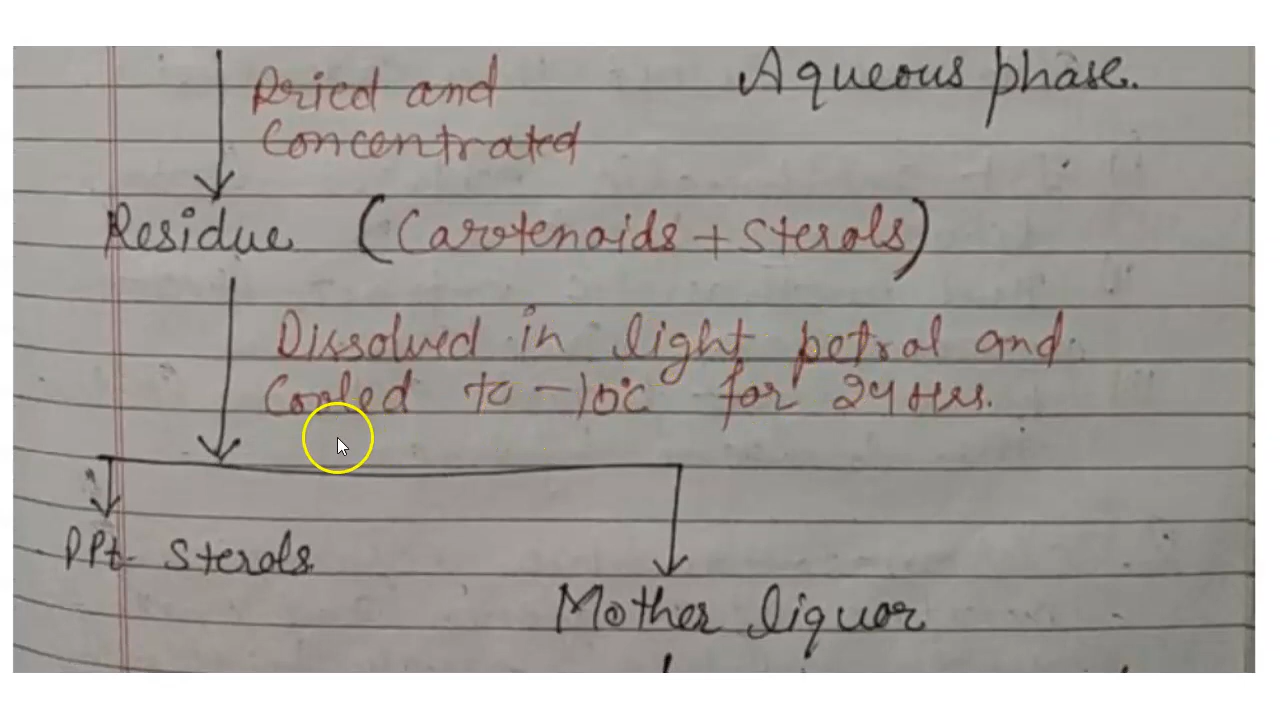 Dried and
Aqueous phase.
Concentrated
Residue (Carotenoids + Sterols)
Dissolved in light petrol and
Cooled to -10°C for 24 Hrs.
PPt- Sterols
Mother liquor